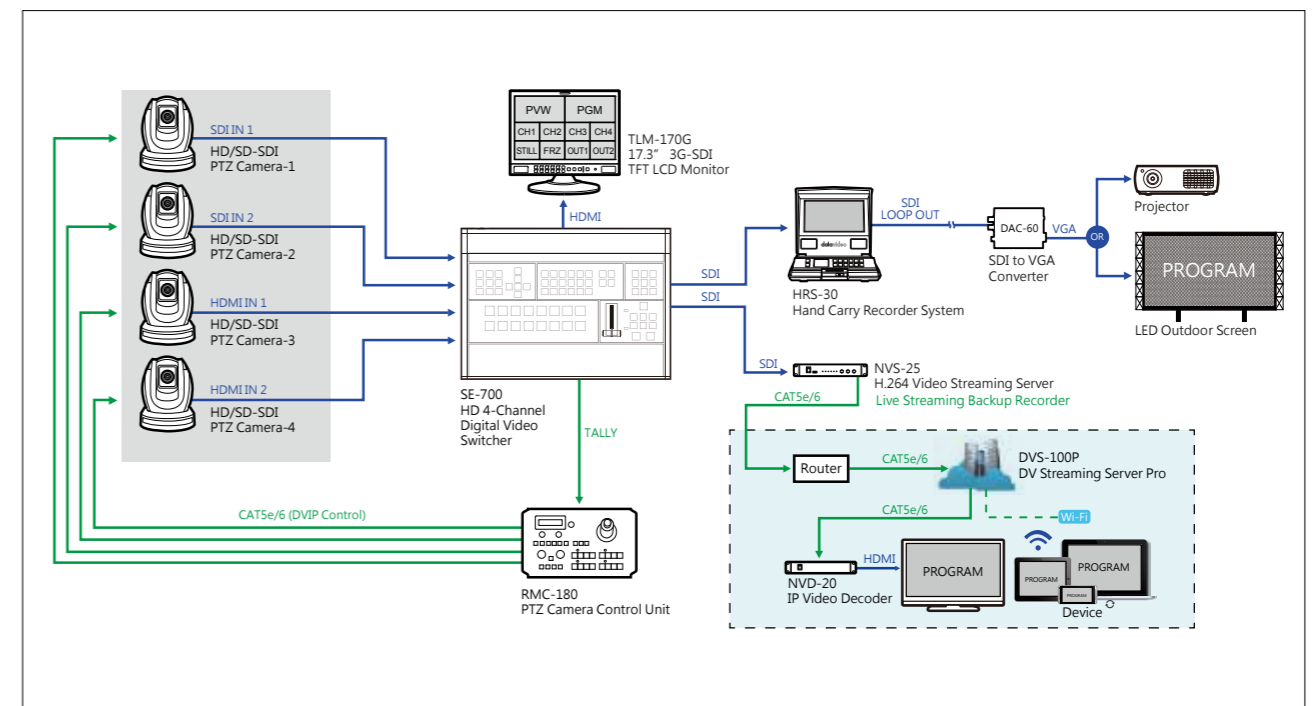 SDI IN 1
HD/SD-SDI
PTZ Camera-1
SDI IN 2
HD/SD-SDI
PTZ Camera-2
HDMI IN 1
HD/SD-SDI
PTZ Camera-3
HDMI IN 2
HD/SD-SDI
PTZ Camera-4
PVW PGM
CH1 CH2 CH3 CH4
STILL FRZ OUT1 OUT2
TLM-170G
17.3" 3G-SDI
TFT LCD Monitor
HDMI
SE-700
HD 4-Channel
Digital Video
Switcher
TALLY
CAT5e/6 (DVIP Control)
RMC-180
PTZ Camera Control Unit
SDI
SDI
datavideo
HRS-30
Hand Carry Recorder System
SDI
LOOP OUT
DAC-60
SDI to VGA
Converter
VGA
OR
Projector
PROGRAM
LED Outdoor Screen
SDI
NVS-25
H.264 Video Streaming Server
Live Streaming Backup Recorder
CAT5e/6
Router
CAT5e/6
DVS-100P
DV Streaming Server Pro
CAT5e/6
Wi-Fi
NVD-20
IP Video Decoder
HDMI
PROGRAM
PROGRAM
PROGRAM
PROGRAM
Device